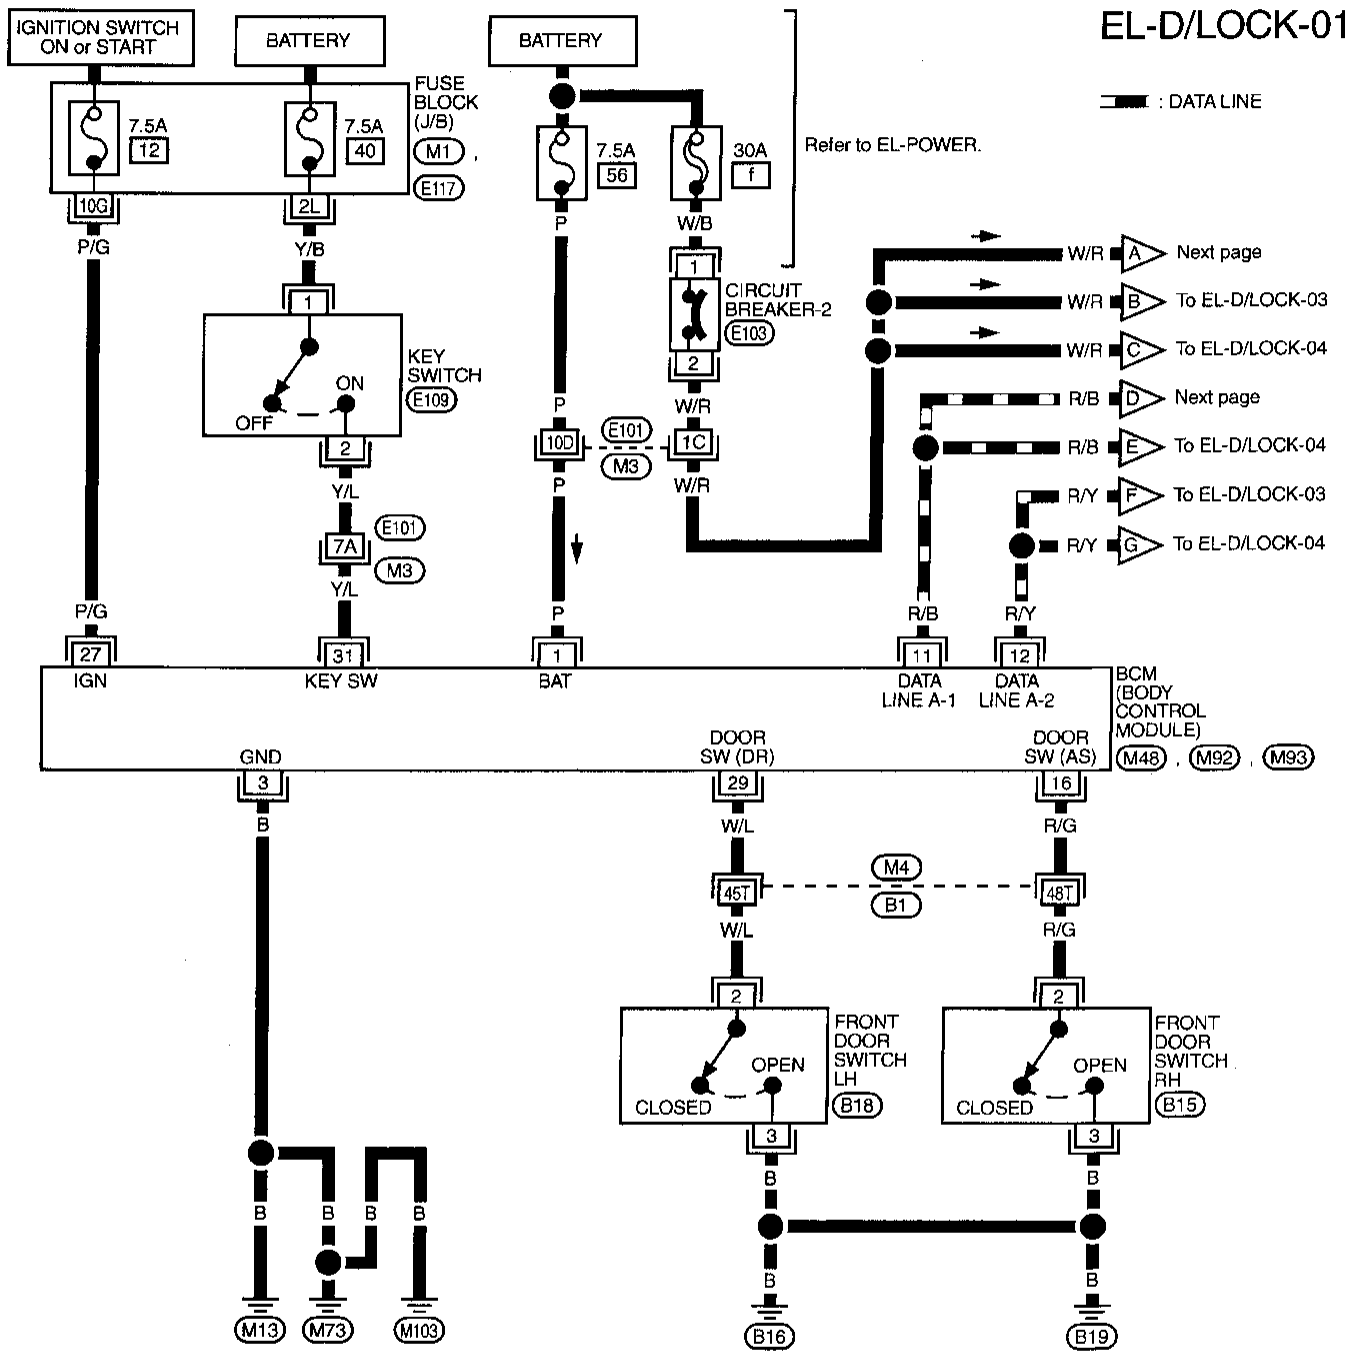 EL-D/LOCK-01
IGNITION SWITCH
ON or START
BATTERY
BATTERY
: DATA LINE
FUSE
BLOCK
(J/B)
M1 ,
E117
7.5A
12
7.5A
40
7.5A
56
30A
f
Refer to EL-POWER.
10G
2L
P/G
Y/B
P
W/B
1
1
CIRCUIT
BREAKER-2
E103
2
W/R A Next page
W/R B To EL-D/LOCK-03
W/R C To EL-D/LOCK-04
R/B D Next page
R/B E To EL-D/LOCK-04
R/Y F To EL-D/LOCK-03
R/Y G To EL-D/LOCK-04
KEY
SWITCH
E109
ON
OFF
2
P
W/R
10D
E101
M3
1C
Y/L
P
W/R
7A
E101
M3
Y/L
P/G
P
R/B
R/Y
27
31
1
11
12
IGN
KEY SW
BAT
DATA
LINE A-1
DATA
LINE A-2
BCM
(BODY
CONTROL
MODULE)
M48 , M92 , M93
GND
DOOR
SW (DR)
DOOR
SW (AS)
3
29
16
B
W/L
R/G
45T
M4
B1
48T
W/L
R/G
2
2
FRONT
DOOR
SWITCH
LH
B18
OPEN
CLOSED
FRONT
DOOR
SWITCH
RH
B15
OPEN
CLOSED
3
3
B
B
B
B
B
B
B
B
M13
M73
M103
B16
B19